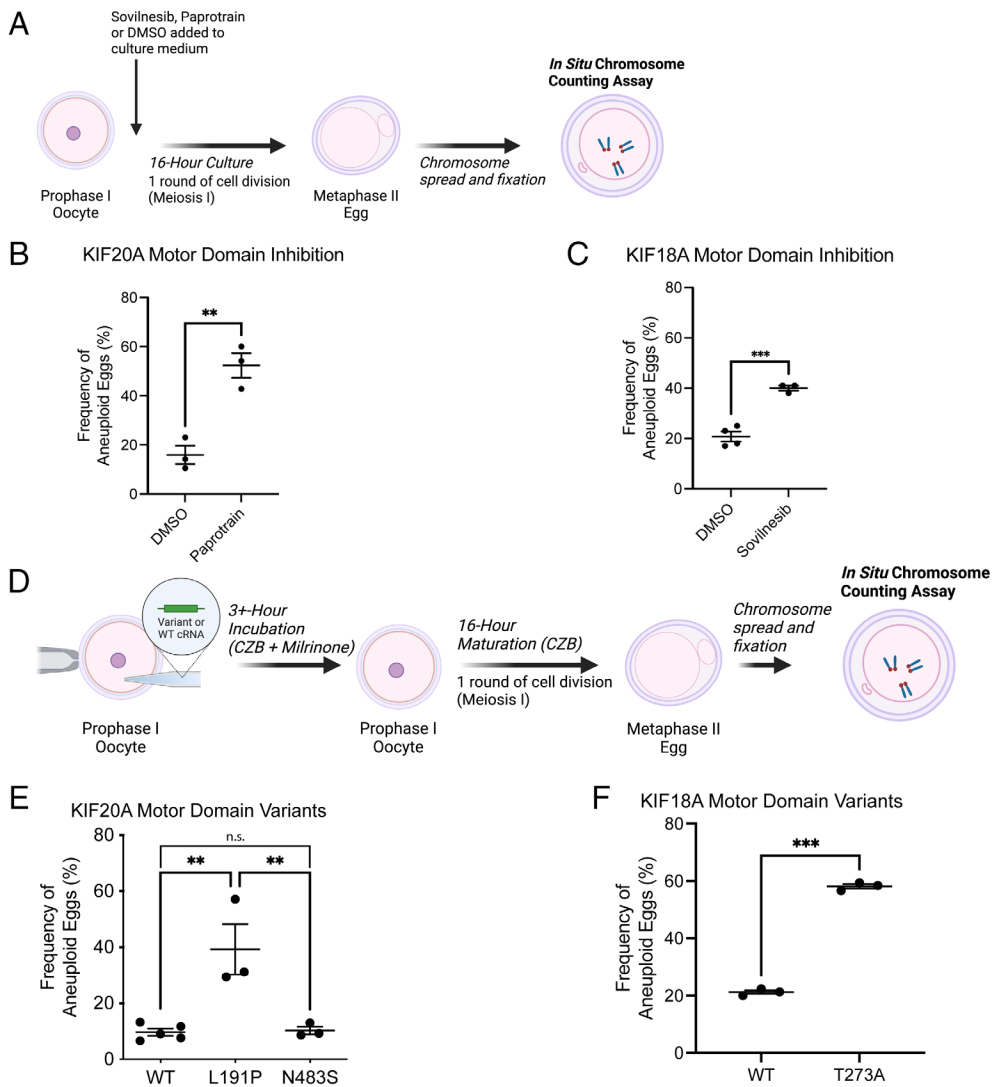 A
Sovilnesib, Paprotrain
or DMSO added to
culture medium
In Situ Chromosome
Counting Assay
16-Hour Culture
1 round of cell division
(Meiosis I)
Chromosome
spread and fixation
Prophase I
Oocyte
Metaphase II
Egg
B
KIF20A Motor Domain Inhibition
Frequency of
Aneuploid Eggs (%)
80
60
40
20
0
**
DMSO
Paprotrain
C
KIF18A Motor Domain Inhibition
Frequency of
Aneuploid Eggs (%)
80
60
40
20
0
***
DMSO
Sovilnesib
D
Variant or
WT cRNA
3+-Hour
Incubation
(CZB + Milrinone)
16-Hour
Maturation (CZB)
1 round of cell division
(Meiosis I)
Chromosome
spread and
fixation
In Situ Chromosome
Counting Assay
Prophase I
Oocyte
Prophase I
Oocyte
Metaphase II
Egg
E
KIF20A Motor Domain Variants
Frequency of
Aneuploid Eggs (%)
80
60
40
20
0
n.s.
**
**
WT
L191P
N483S
F
KIF18A Motor Domain Variants
Frequency of
Aneuploid Eggs (%)
80
60
40
20
0
***
WT
T273A